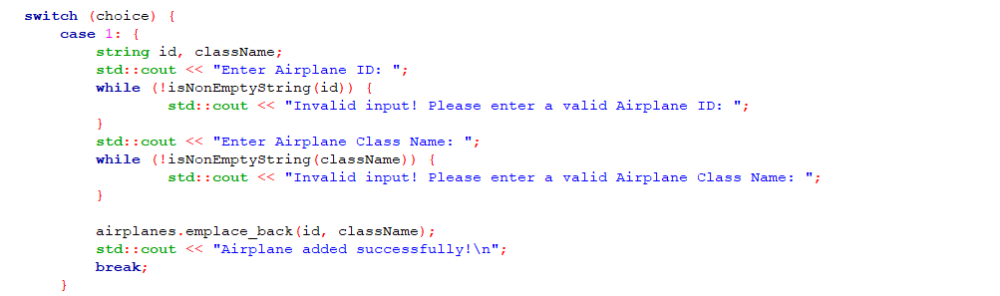 switch (choice) {
case 1: {
string id, className;
std::cout << "Enter Airplane ID: ";
while (!isNonEmptyString(id)) {
std::cout << "Invalid input! Please enter a valid Airplane ID: ";
}
std::cout << "Enter Airplane Class Name: ";
while (!isNonEmptyString(className)) {
std::cout << "Invalid input! Please enter a valid Airplane Class Name: ";
}
airplanes.emplace_back(id, className);
std::cout << "Airplane added successfully!\n";
break;
}